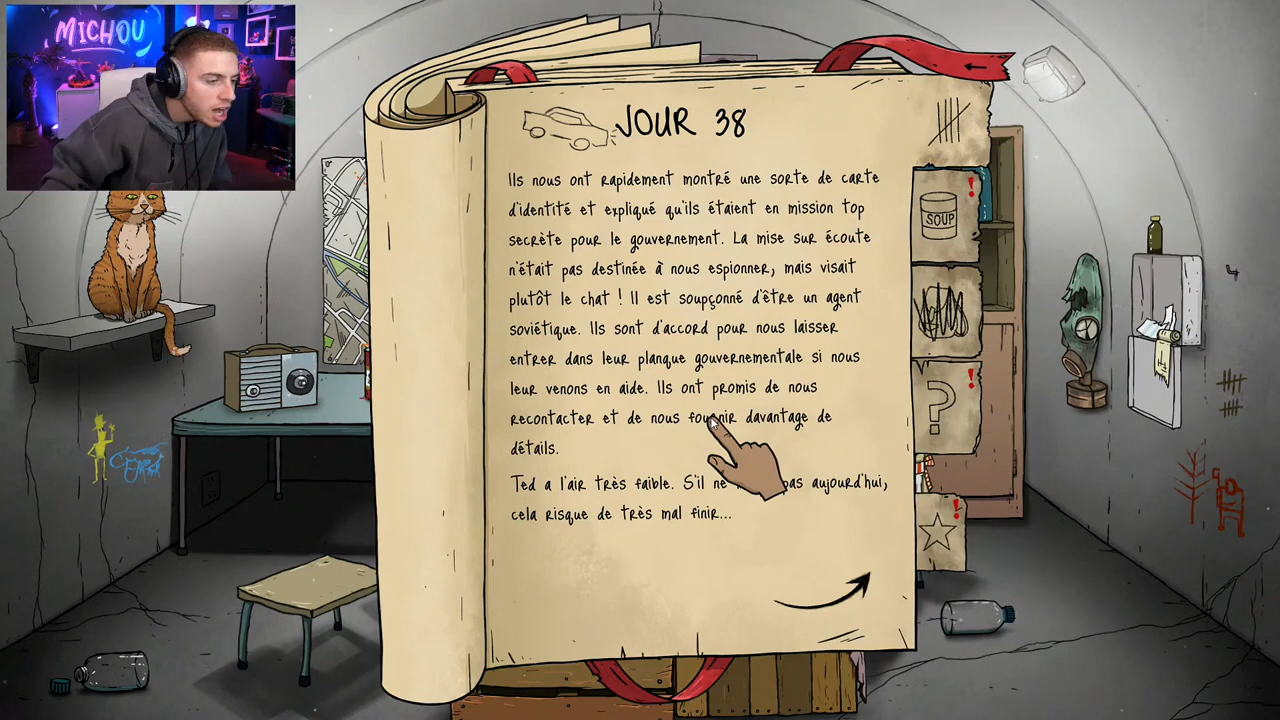 MICHOU
JOUR 38
Ils nous ont rapidement montré une sorte de carte
d'identité et expliqué qu'ils étaient en mission top
secrète pour le gouvernement. La mise sur écoute
n'était pas destinée à nous espionner, mais visait
plutôt le chat ! Il est soupçonné d'être un agent
soviétique. Ils sont d'accord pour nous laisser
entrer dans leur planque gouvernementale si nous
leur venons en aide. Ils ont promis de nous
recontacter et de nous fournir davantage de
détails.
Ted a l'air très faible. S'il ne pas aujourd'hui,
cela risque de très mal finir...
SOUP
!
?
!
!